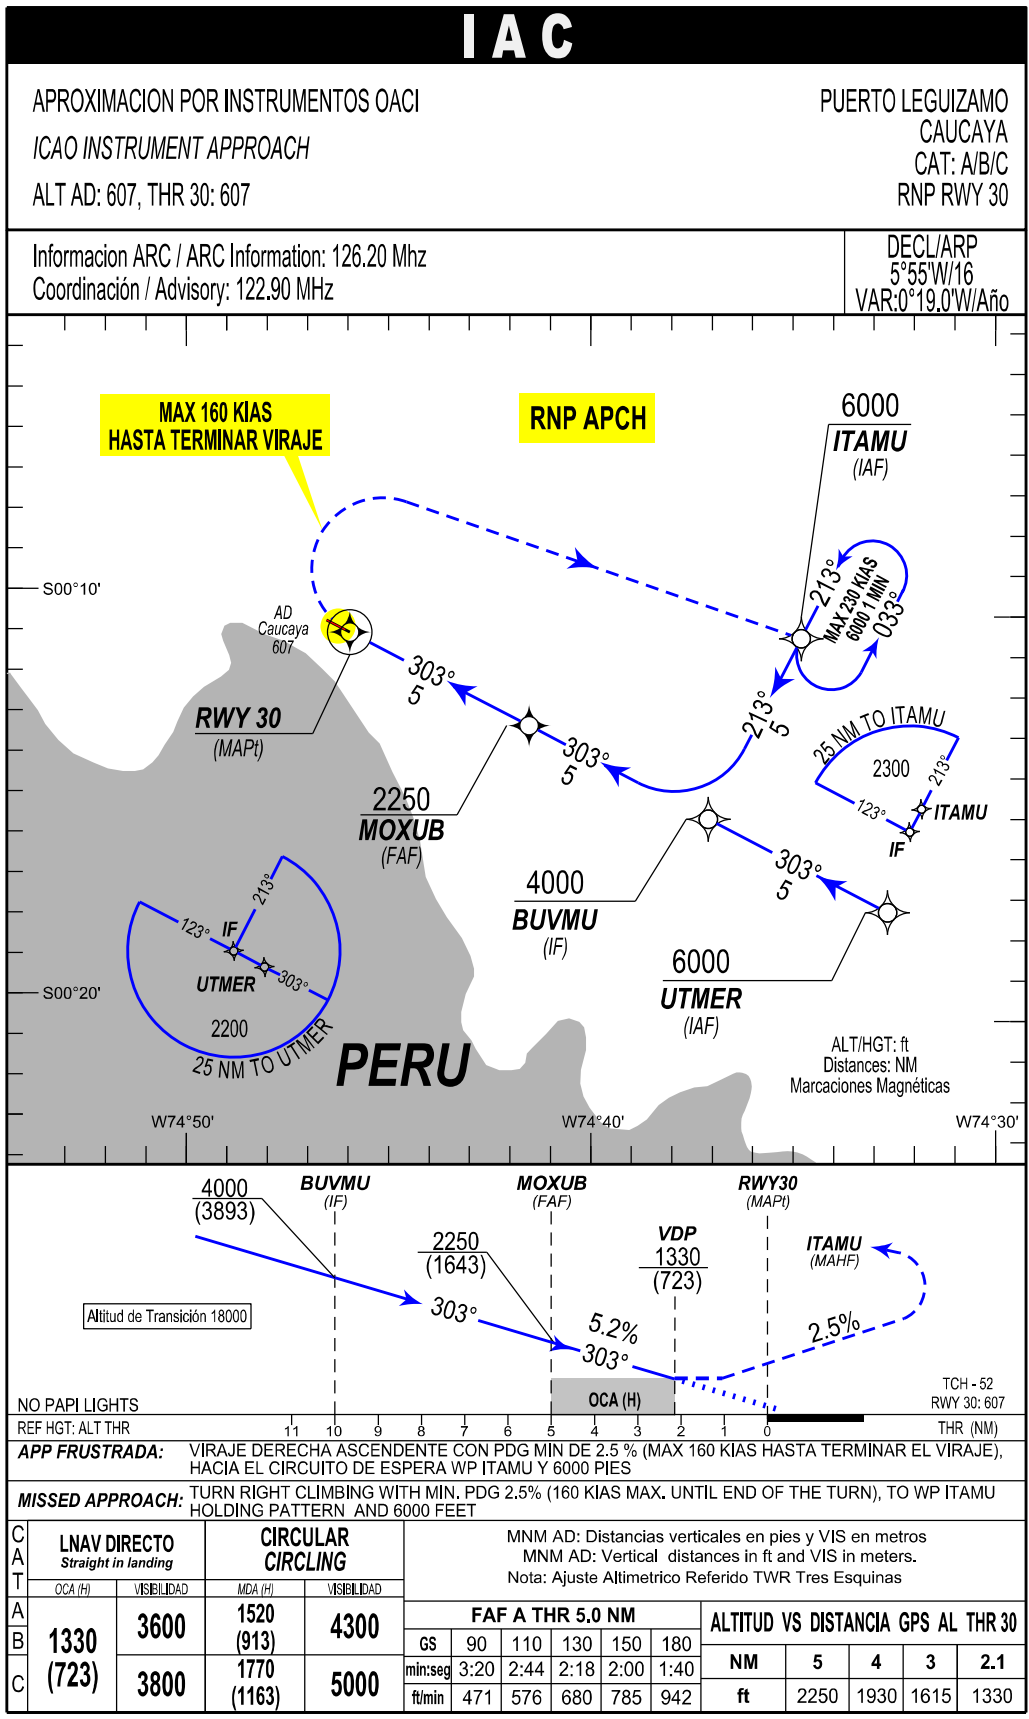 IAC
APROXIMACION POR INSTRUMENTOS OACI
ICAO INSTRUMENT APPROACH
ALT AD: 607, THR 30: 607
PUERTO LEGUIZAMO
CAUCAYA
CAT: A/B/C
RNP RWY 30
Informacion ARC / ARC Information: 126.20 Mhz
Coordinación / Advisory: 122.90 MHz
DECL/ARP
5°55'W/16
VAR:0°19.0'W/Año
MAX 160 KIAS
HASTA TERMINAR VIRAJE
RNP APCH
6000
ITAMU
(IAF)
213°
MAX 230 KIAS
6000 1 MIN
033°
S00°10'
AD
Caucaya
607
303°
5
RWY 30
(MAPt)
213°
5
303°
5
25 NM TO ITAMU
2300
213°
123°
ITAMU
IF
2250
MOXUB
(FAF)
303°
5
4000
BUVMU
(IF)
6000
UTMER
(IAF)
213°
123°
IF
UTMER
303°
2200
25 NM TO UTMER
S00°20'
PERU
ALT/HGT: ft
Distances: NM
Marcaciones Magnéticas
W74°50'
W74°40'
W74°30'
4000
(3893)
BUVMU
(IF)
MOXUB
(FAF)
RWY30
(MAPt)
2250
(1643)
VDP
1330
(723)
ITAMU
(MAHF)
Altitud de Transición 18000
303°
5.2%
303°
2.5%
OCA (H)
NO PAPI LIGHTS
TCH - 52
RWY 30: 607
REF HGT: ALT THR
11 10 9 8 7 6 5 4 3 2 1 0
THR (NM)
APP FRUSTRADA: VIRAJE DERECHA ASCENDENTE CON PDG MIN DE 2.5 % (MAX 160 KIAS HASTA TERMINAR EL VIRAJE),
HACIA EL CIRCUITO DE ESPERA WP ITAMU Y 6000 PIES
MISSED APPROACH: TURN RIGHT CLIMBING WITH MIN. PDG 2.5% (160 KIAS MAX. UNTIL END OF THE TURN), TO WP ITAMU
HOLDING PATTERN AND 6000 FEET
CAT
LNAV DIRECTO
Straight in landing
CIRCULAR
CIRCLING
OCA (H) VISIBILIDAD MDA (H) VISIBILIDAD
A
B
C
1330
(723)
3600
3800
1520
(913)
1770
(1163)
4300
5000
MNM AD: Distancias verticales en pies y VIS en metros
MNM AD: Vertical distances in ft and VIS in meters.
Nota: Ajuste Altimetrico Referido TWR Tres Esquinas
FAF A THR 5.0 NM
GS 90 110 130 150 180
min:seg 3:20 2:44 2:18 2:00 1:40
ft/min 471 576 680 785 942
ALTITUD VS DISTANCIA GPS AL THR 30
NM 5 4 3 2.1
ft 2250 1930 1615 1330